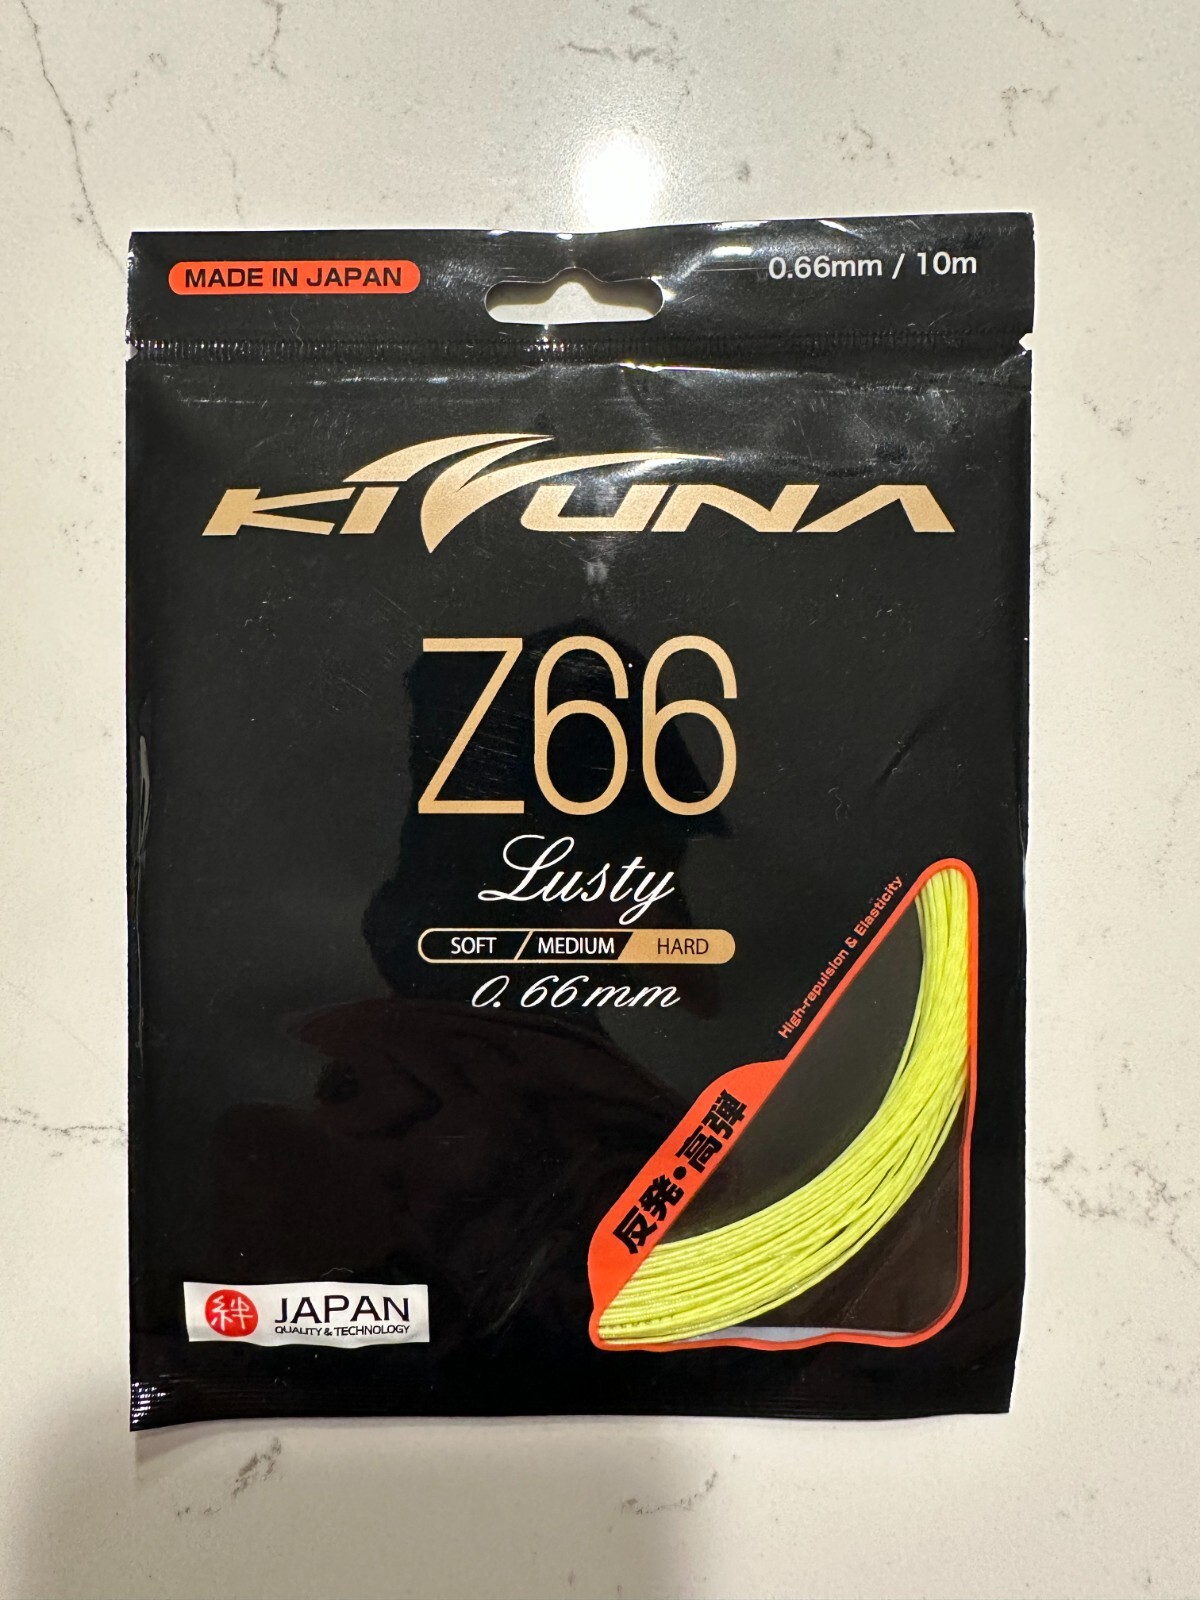 MADE IN JAPAN
0.66mm / 10m
KIZUNA
Z66
Lusty
SOFT / MEDIUM HARD
0.66mm
High-repulsion & Elasticity
反発・高弾
絆 JAPAN
QUALITY & TECHNOLOGY